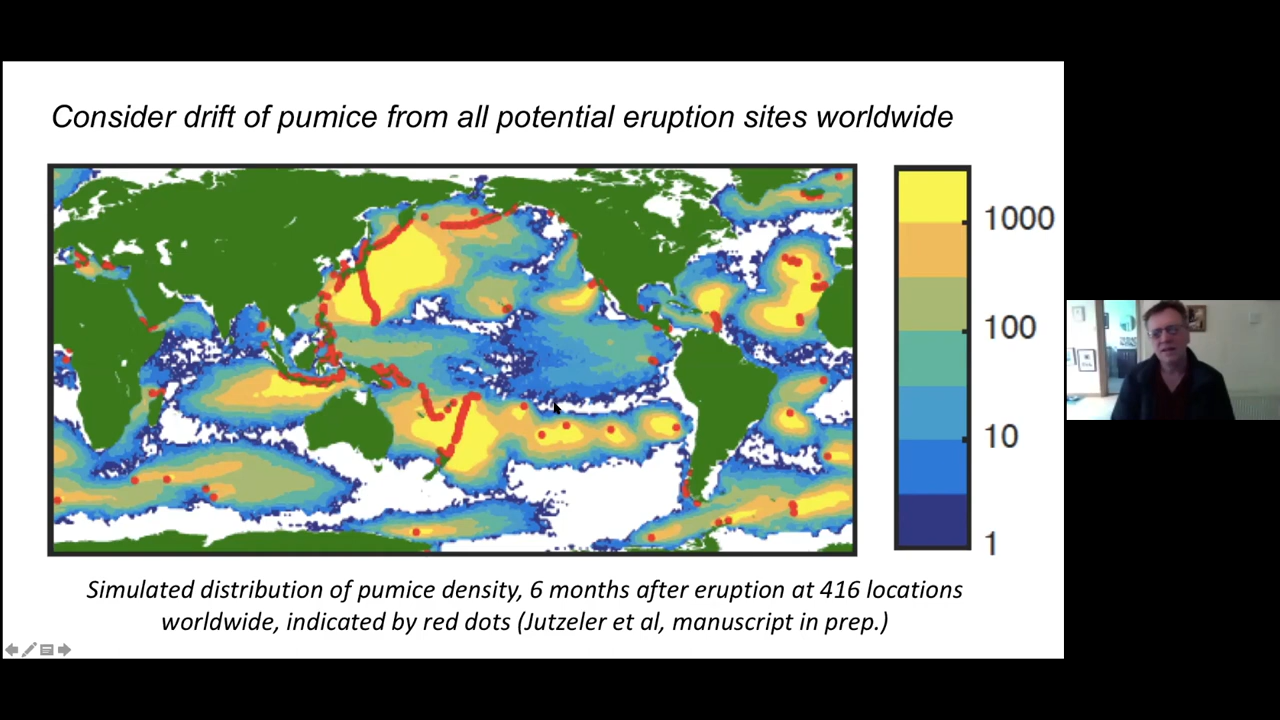 Consider drift of pumice from all potential eruption sites worldwide
1000
100
10
1
Simulated distribution of pumice density, 6 months after eruption at 416 locations
worldwide, indicated by red dots (Jutzeler et al, manuscript in prep.)